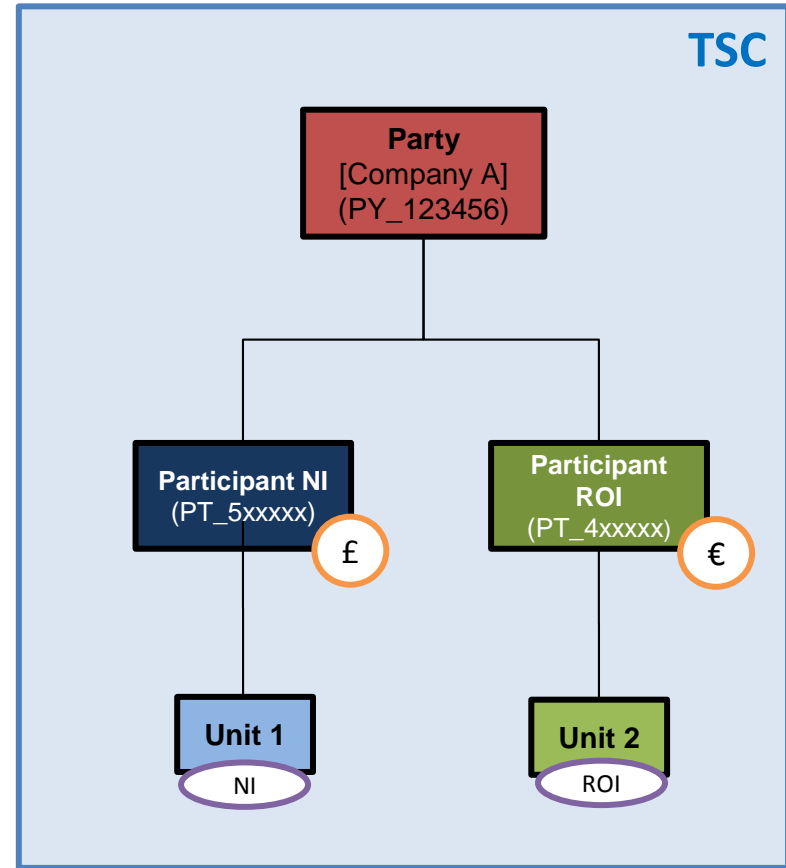 TSC
Party
[Company A]
(PY_123456)
Participant NI
(PT_5xxxxx)
£
Participant
ROI
(PT_4xxxxx)
€
Unit 1
NI
Unit 2
ROI